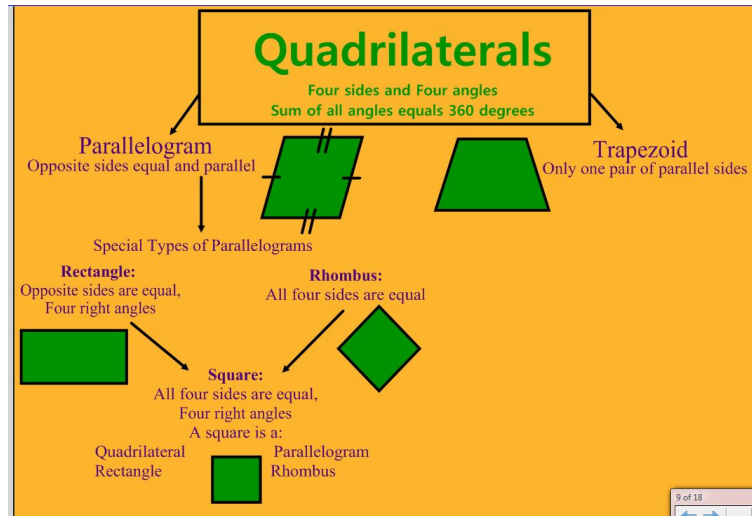 Quadrilaterals
Four sides and Four angles
Sum of all angles equals 360 degrees
Parallelogram
Opposite sides equal and parallel
Trapezoid
Only one pair of parallel sides
Special Types of Parallelograms
Rectangle:
Opposite sides are equal,
Four right angles
Rhombus:
All four sides are equal
Square:
All four sides are equal,
Four right angles
A square is a:
Quadrilateral
Parallelogram
Rectangle
Rhombus
9 of 18